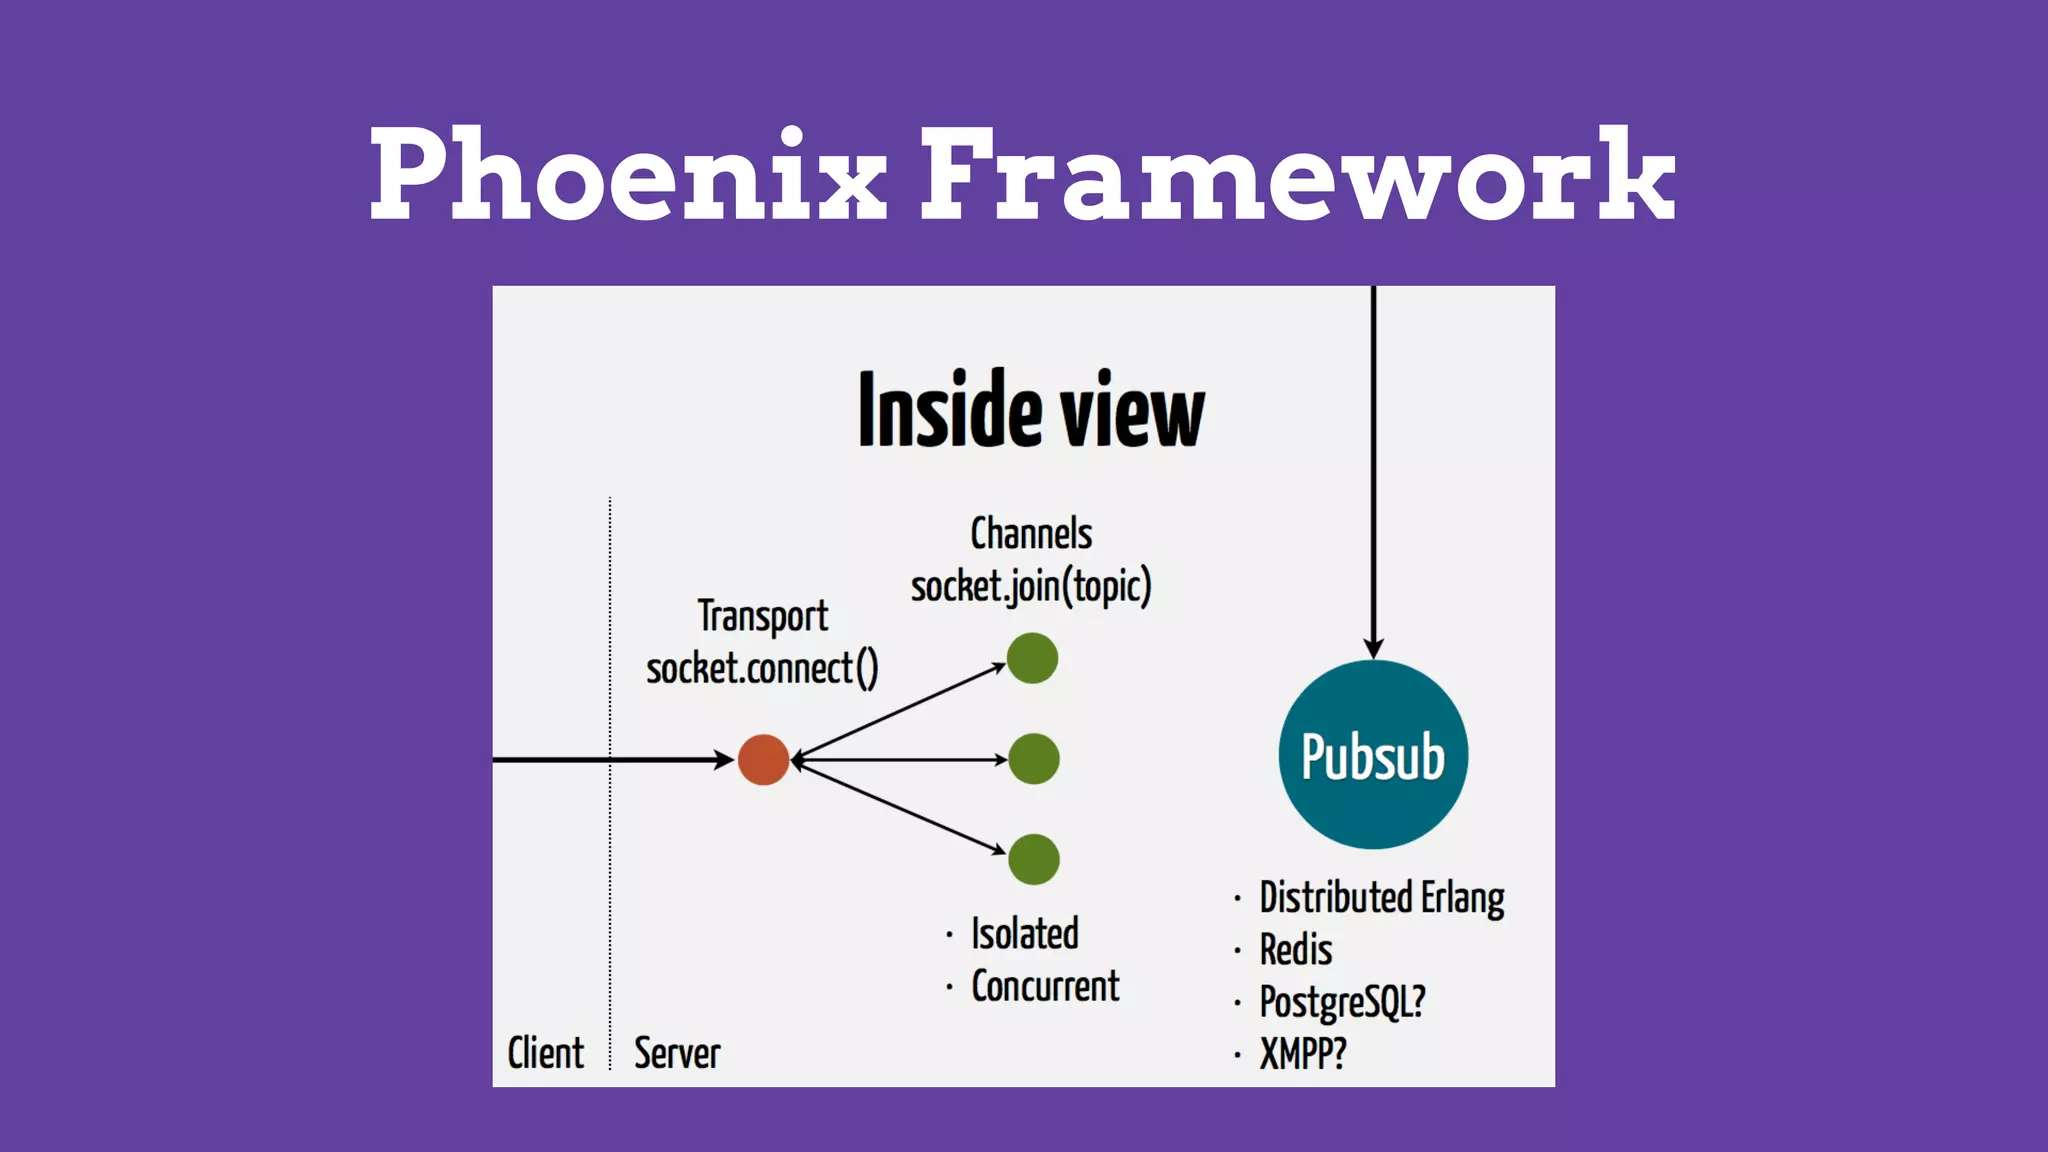 Phoenix Framework
Inside view
Channels
socket.join(topic)
Transport
socket.connect()
Pubsub
· Isolated
· Concurrent
· Distributed Erlang
· Redis
· PostgreSQL?
· XMPP?
Client
Server